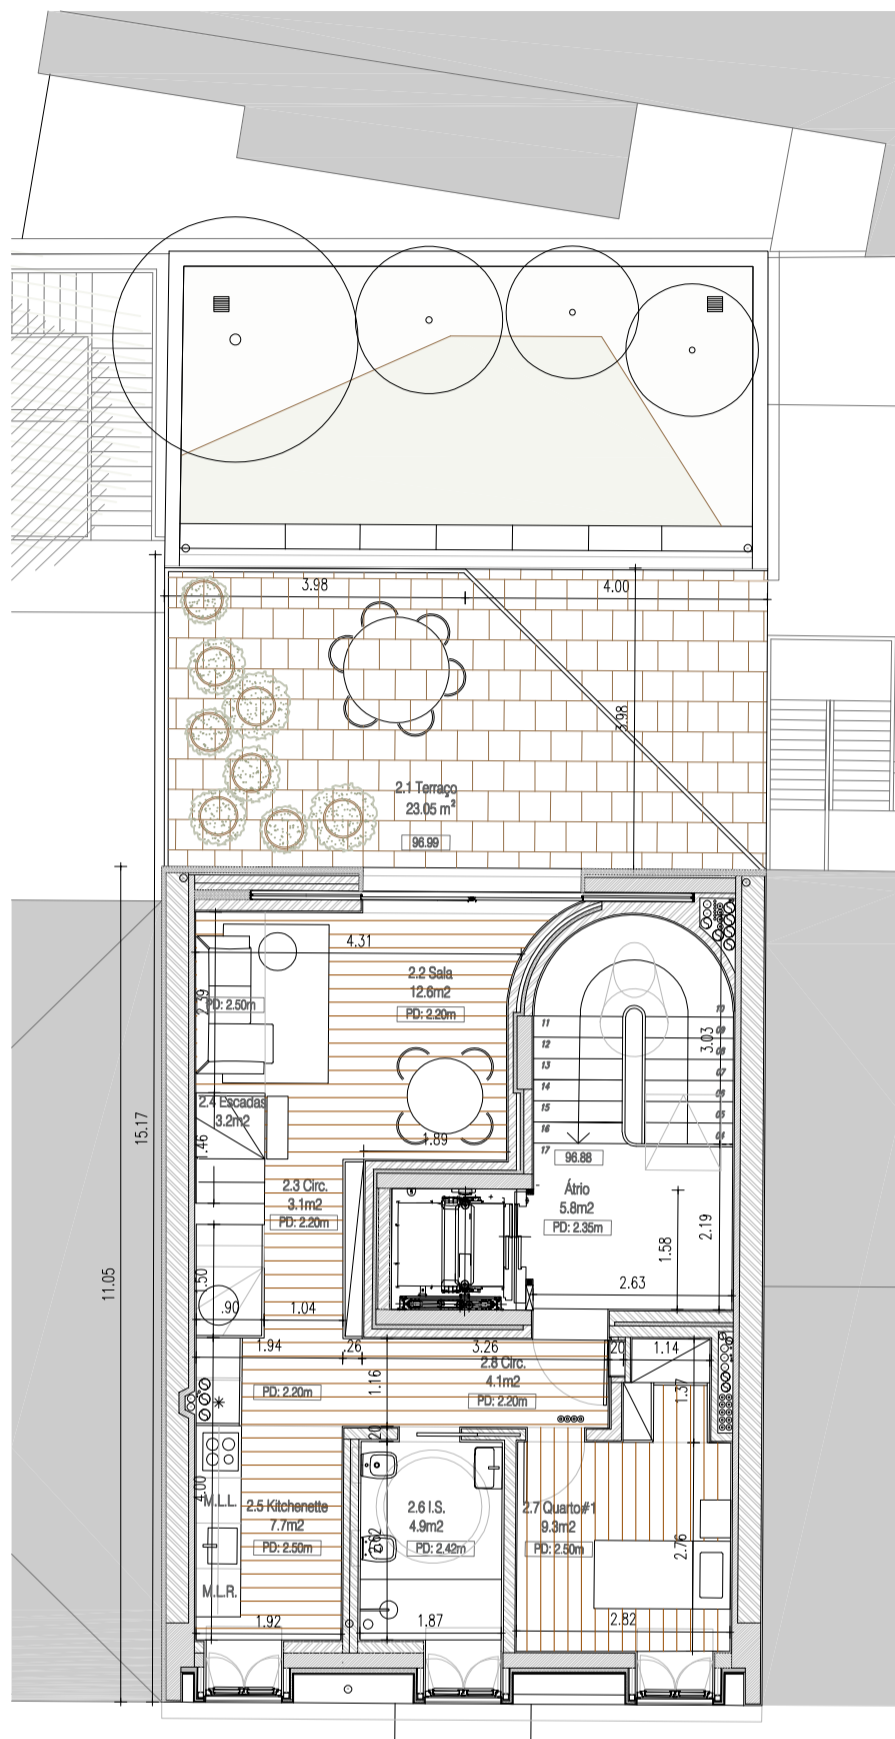 3.98
4.00
3.98
2.1 Terraço
23.05 m²
96.99
4.31
2.2 Sala
12.6m2
PD: 2.20m
PD: 2.50m
2.39
10
09
08
07
06
05
04
3.03
11
12
13
14
15
16
17
2.4 Escadas
3.2m2
1.46
1.89
96.88
15.17
11.05
2.3 Circ.
3.1m2
PD: 2.20m
Átrio
5.8m2
PD: 2.35m
2.19
1.58
2.63
1.50
.90
1.04
1.94
.26
3.26
.20
1.14
2.8 Circ.
4.1m2
PD: 2.20m
PD: 2.20m
1.16
1.37
.20
4.00
M.L.L.
2.5 Kitchenette
7.7m2
PD: 2.50m
M.L.R.
2.6 I.S.
4.9m2
PD: 2.42m
2.7 Quarto#1
9.3m2
PD: 2.50m
2.76
1.92
1.87
2.82